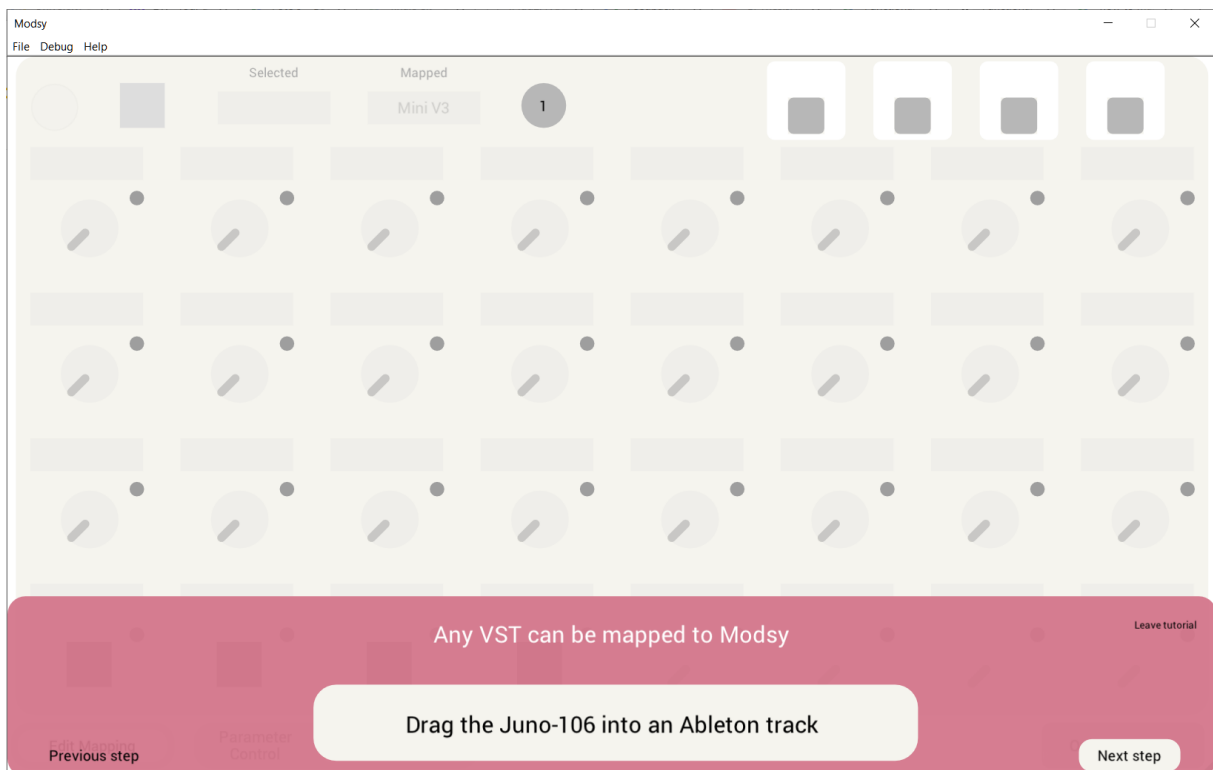 Modsy
File Debug Help
Selected
Mapped
Mini V3
1
Any VST can be mapped to Modsy
Leave tutorial
Drag the Juno-106 into an Ableton track
Edit Mapping
Parameter
Control
Previous step
Next step